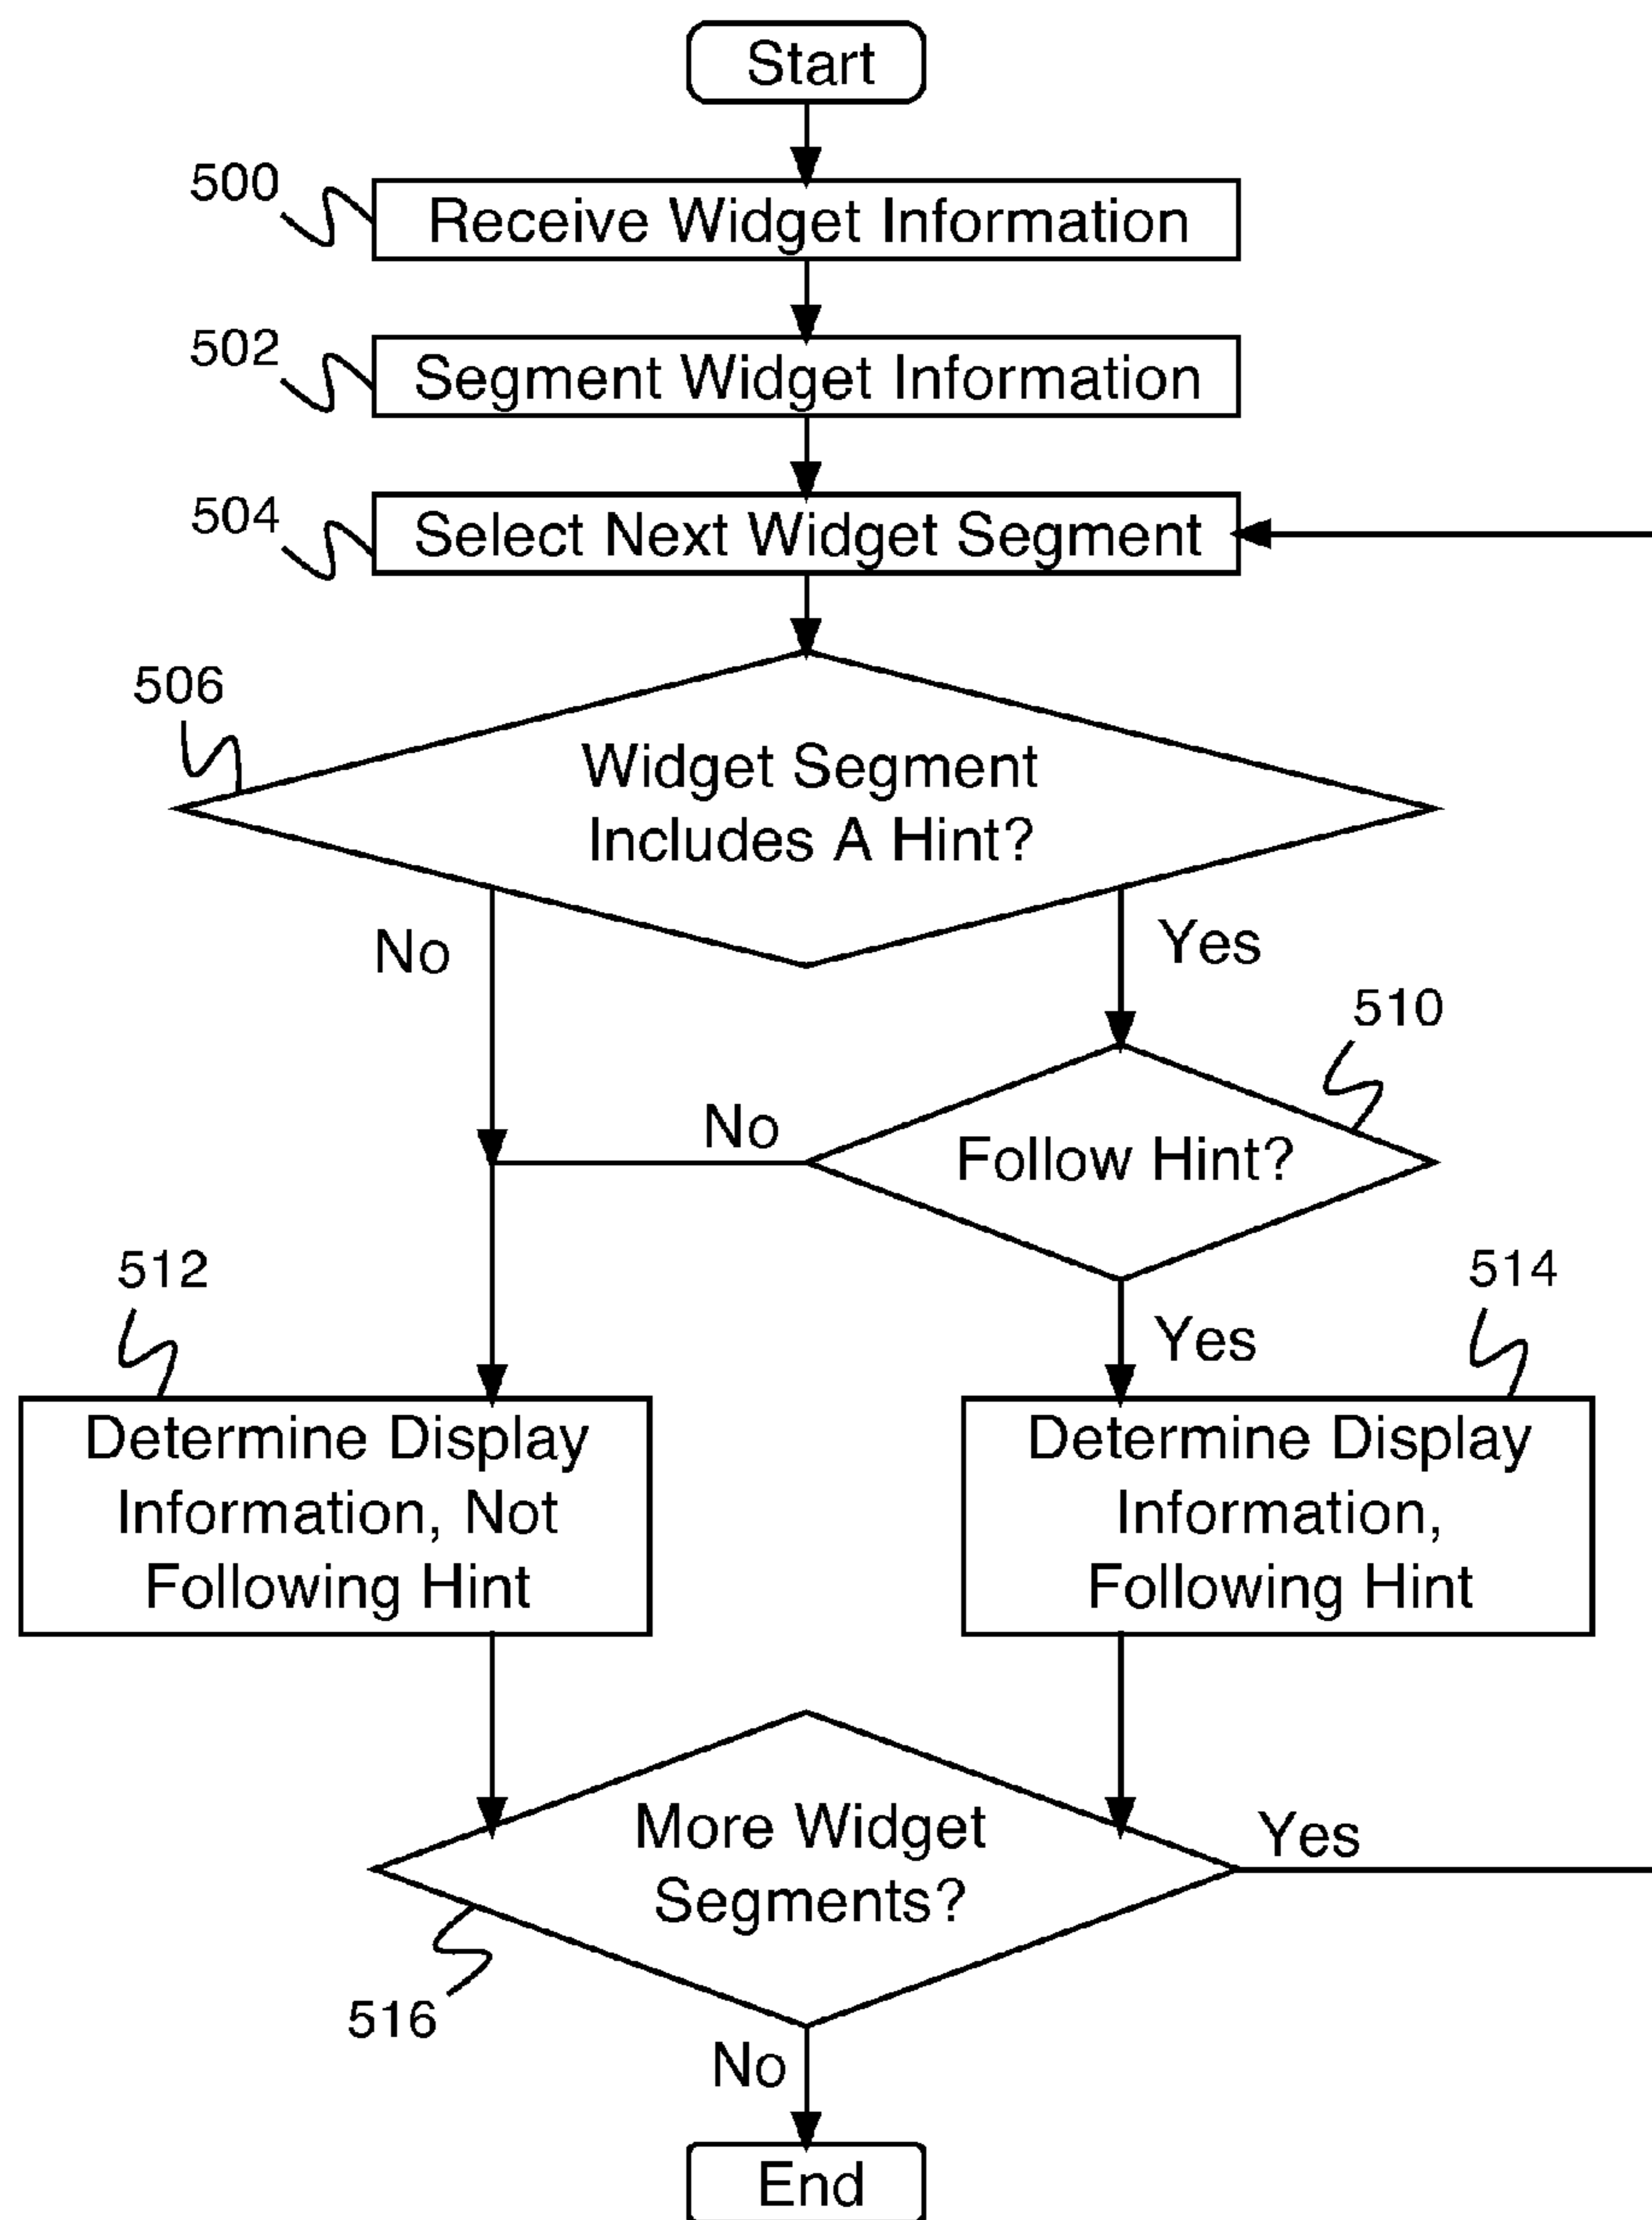 Start
500
Receive Widget Information
502
Segment Widget Information
504
Select Next Widget Segment
506
Widget Segment
Includes A Hint?
No
Yes
510
No
Follow Hint?
512
514
Yes
Determine Display
Information, Not
Following Hint
Determine Display
Information,
Following Hint
More Widget
Segments?
Yes
516
No
End